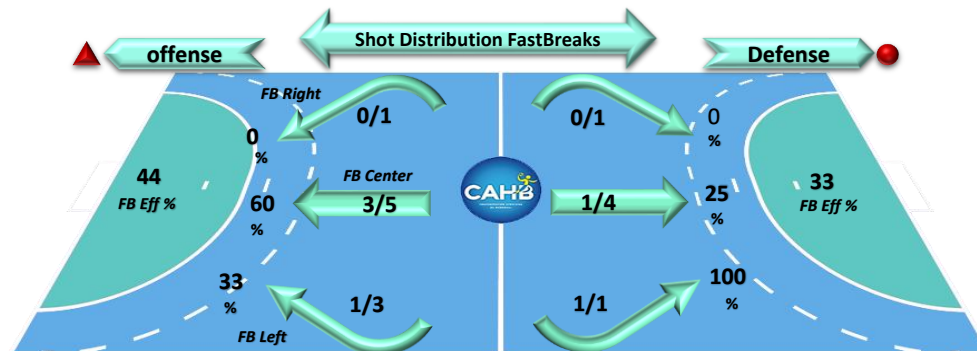 offense
Shot Distribution FastBreaks
Defense
FB Right
0/1
0/1
0
%
0
%
44
FB Eff %
FB Center
3/5
60
%
CAHB
1/4
25
%
33
FB Eff %
33
%
1/3
FB Left
1/1
100
%